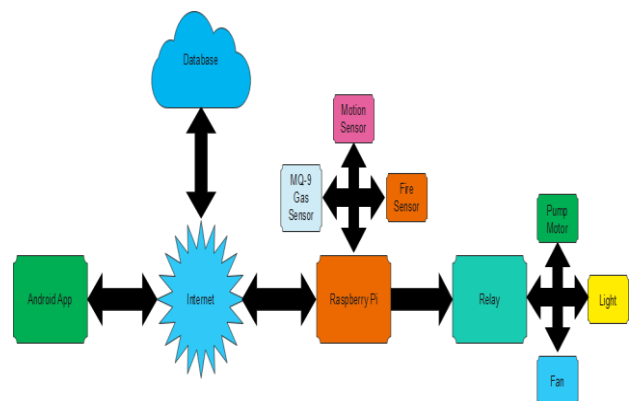 Database
Motion
Sensor
MQ-9
Gas
Sensor
Fire
Sensor
Pump
Motor
Android App
Internet
Raspberry Pi
Relay
Light
Fan